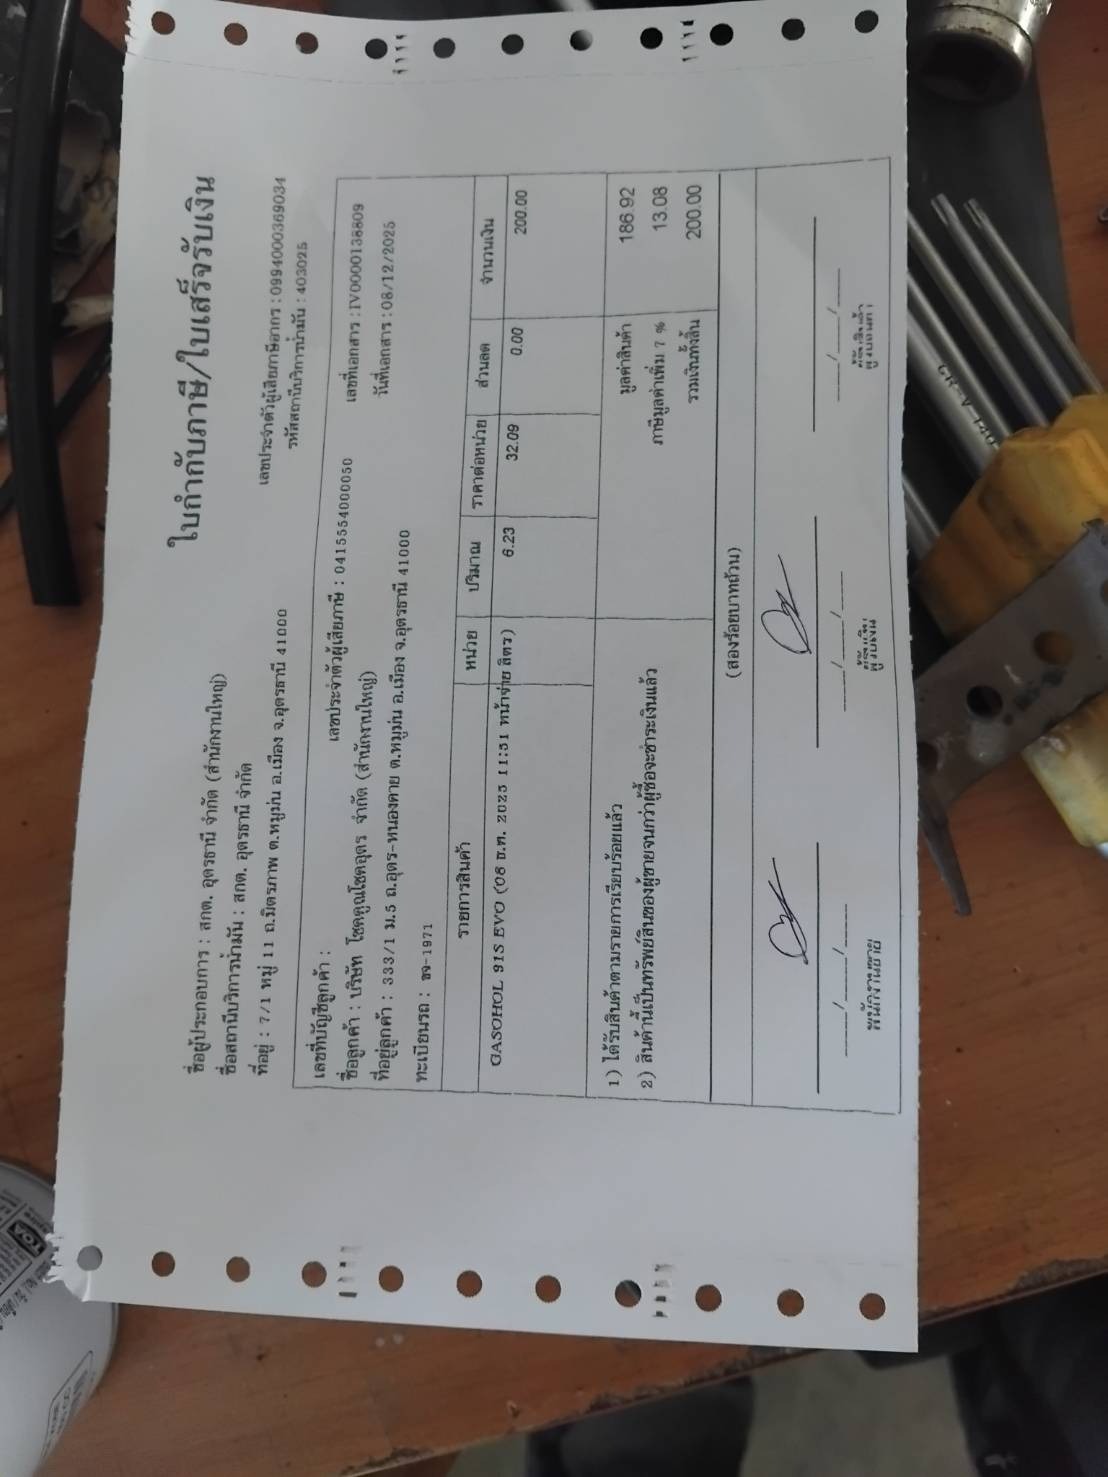 ใบกำกับภาษี/ใบเสร็จรับเงิน
ชื่อผู้ประกอบการ : สกต. อุดรธานี จำกัด (สำนักงานใหญ่)
เลขประจำตัวผู้เสียภาษีอากร : 0994000369034
ชื่อสถานีบริการน้ำมัน : สกต. อุดรธานี จำกัด
รหัสสถานีบริการน้ำมัน : 403025
ที่อยู่ : 7/1 หมู่ 11 ถ.มิตรภาพ ต.หมูม่น อ.เมือง จ.อุดรธานี 41000
เลขที่บัญชีลูกค้า :
เลขประจำตัวผู้เสียภาษี : 0415554000050
เลขที่เอกสาร : IV0000138809
ชื่อลูกค้า : บริษัท โชคคูณโชคอุดร จำกัด (สำนักงานใหญ่)
วันที่เอกสาร : 08/12/2025
ที่อยู่ลูกค้า : 333/1 ม.5 ถ.อุดร-หนองคาย ต.หมูม่น อ.เมือง จ.อุดรธานี 41000
ทะเบียนรถ : ขจ-1971
รายการสินค้า หน่วย ปริมาณ ราคาต่อหน่วย ส่วนลด จำนวนเงิน
GASOHOL 91S EVO (08 ธ.ค. 2025 11:51 หน้าจ่าย ลิตร) 6.23 32.09 0.00 200.00
1) ได้รับสินค้าตามรายการเรียบร้อยแล้ว
มูลค่าสินค้า 186.92
2) สินค้านี้เป็นทรัพย์สินของผู้ขายจนกว่าผู้ซื้อจะชำระเงินแล้ว
ภาษีมูลค่าเพิ่ม 7 % 13.08
รวมเงินทั้งสิ้น 200.00
(สองร้อยบาทถ้วน)
___/___/___ ___/___/___ ___/___/___
พนักงานขาย ผู้รับเงิน ผู้รับสินค้า
CR-V T40
TOA